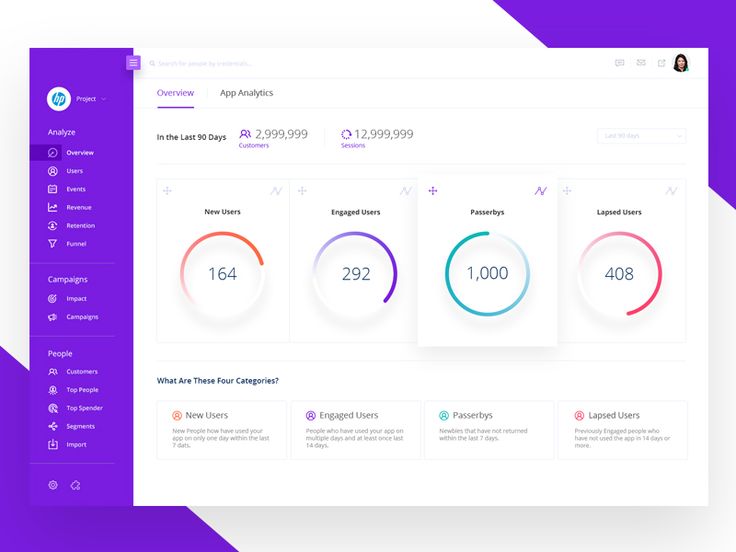 hp
Project
Search for people by credentials...
Analyze
Overview
Users
Events
Revenue
Retention
Funnel
Campaigns
Impact
Campaigns
People
Customers
Top People
Top Spender
Segments
Import
Overview
App Analytics
In the Last 90 Days
2,999,999
Customers
12,999,999
Sessions
Last 90 days
New Users
164
Engaged Users
292
Passerbys
1,000
Lapsed Users
408
What Are These Four Categories?
New Users
New People how have used your
app on only one day within the last
7 dats.
Engaged Users
People who have used your app on
multiple days and at least once last
14 days.
Passerbys
Newbies that have not returned
within the last 7 days.
Lapsed Users
Previously Engaged people who
have not used the app in 14 days or
more.